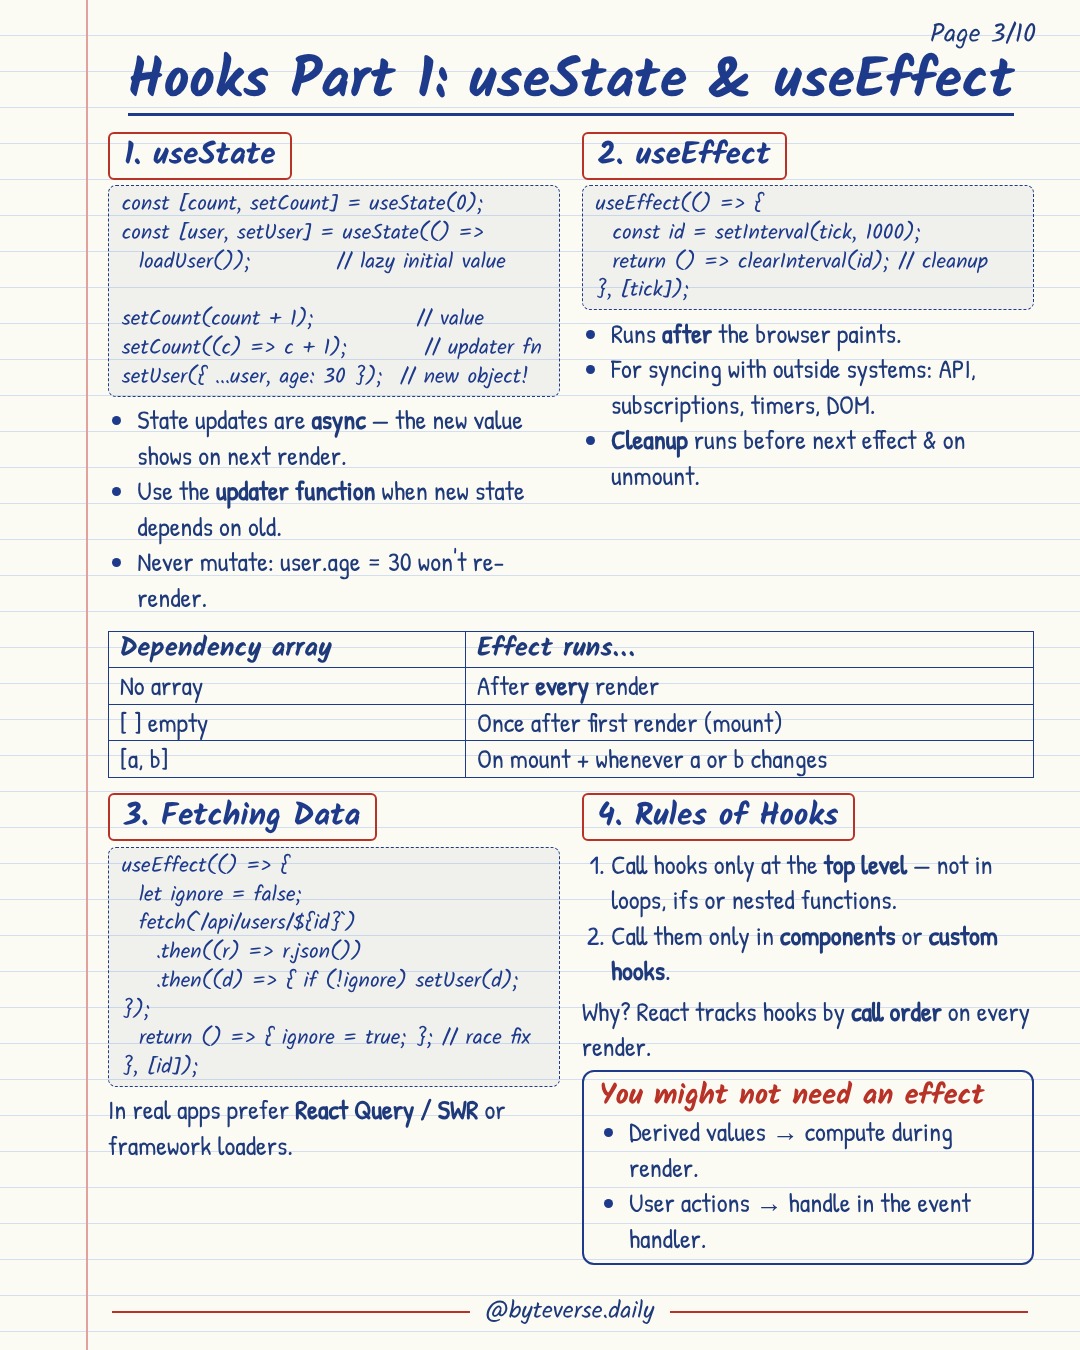 Page 3/10
Hooks Part 1: useState & useEffect
1. useState
const [count, setCount] = useState(0);
const [user, setUser] = useState(() =>
loadUser()); // lazy initial value
setCount(count + 1); // value
setCount((c) => c + 1); // updater fn
setUser({ ...user, age: 30 }); // new object!
• State updates are async — the new value
shows on next render.
• Use the updater function when new state
depends on old.
• Never mutate: user.age = 30 won't re-
render.
2. useEffect
useEffect(() => {
const id = setInterval(tick, 1000);
return () => clearInterval(id); // cleanup
}, [tick]);
• Runs after the browser paints.
• For syncing with outside systems: API,
subscriptions, timers, DOM.
• Cleanup runs before next effect & on
unmount.
Dependency array Effect runs...
No array After every render
[ ] empty Once after first render (mount)
[a, b] On mount + whenever a or b changes
3. Fetching Data
useEffect(() => {
let ignore = false;
fetch(`/api/users/${id}`)
.then((r) => r.json())
.then((d) => { if (!ignore) setUser(d);
});
return () => { ignore = true; }; // race fix
}, [id]);
In real apps prefer React Query / SWR or
framework loaders.
4. Rules of Hooks
1. Call hooks only at the top level — not in
loops, ifs or nested functions.
2. Call them only in components or custom
hooks.
Why? React tracks hooks by call order on every
render.
You might not need an effect
• Derived values → compute during
render.
• User actions → handle in the event
handler.
@byteverse.daily